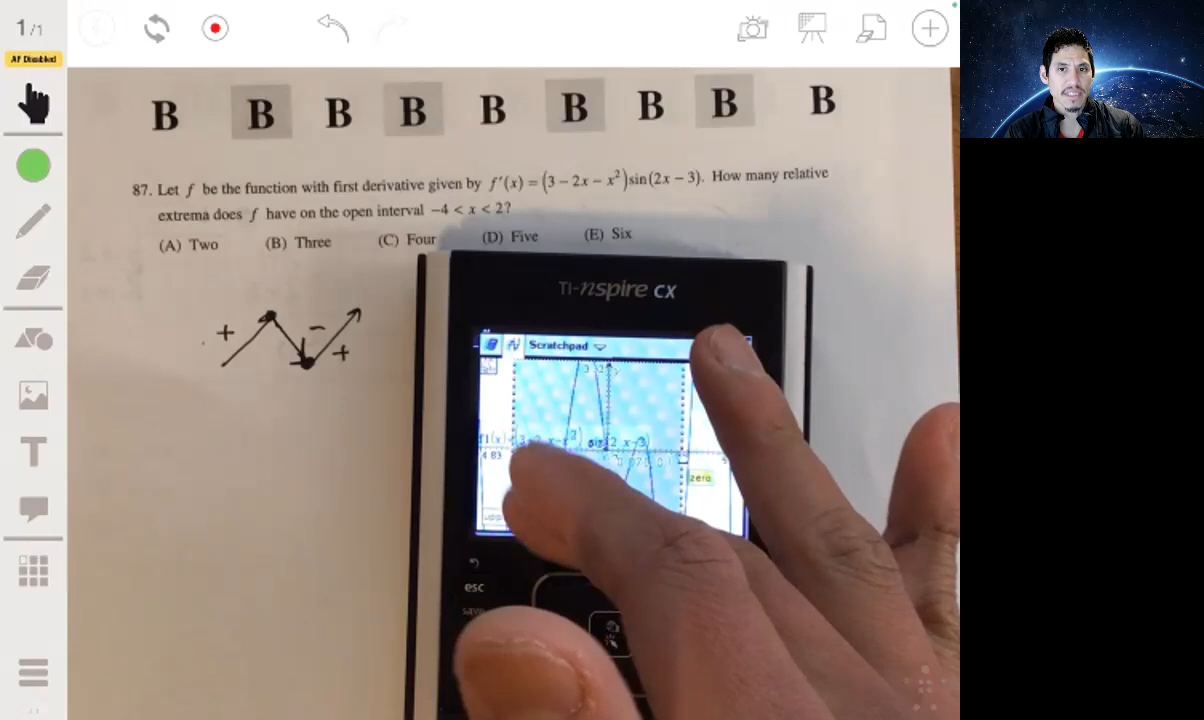 1/1
AF Disabled
B B B B B B B B B
87. Let f be the function with first derivative given by f′(x) = (3 − 2x − x²)sin(2x − 3). How many relative
extrema does f have on the open interval −4 < x < 2?
(A) Two (B) Three (C) Four (D) Five (E) Six
+ − +
TI-nspire CX
Scratchpad
zero
esc
T